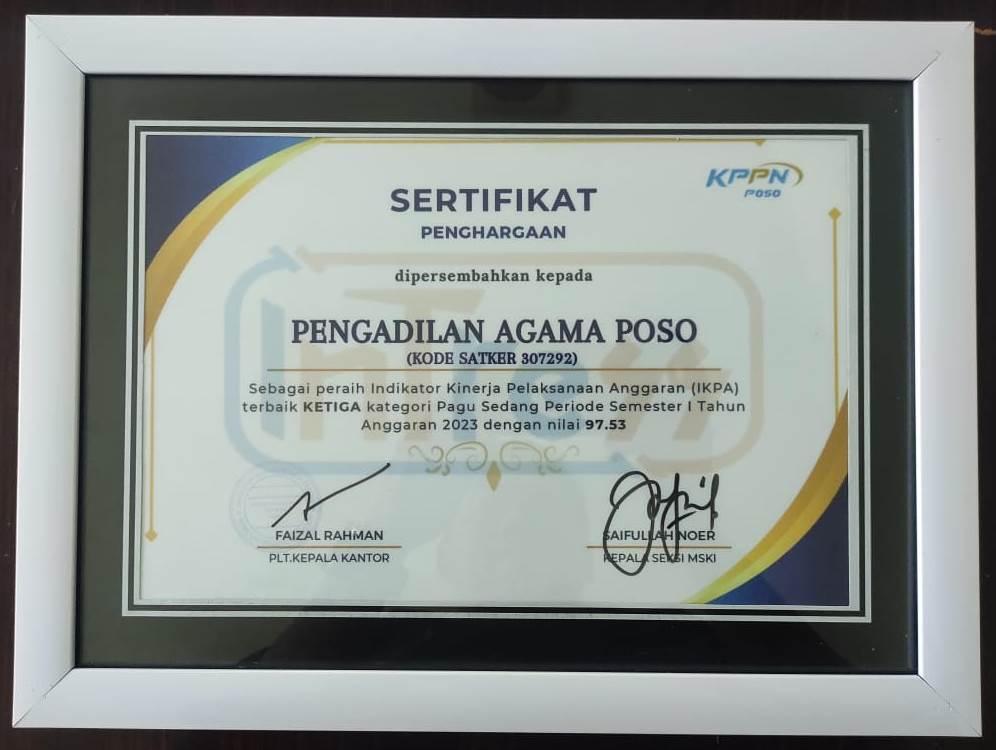 KPPN
POSO
SERTIFIKAT
PENGHARGAAN
dipersembahkan kepada
PENGADILAN AGAMA POSO
(KODE SATKER 307292)
Sebagai peraih Indikator Kinerja Pelaksanaan Anggaran (IKPA)
terbaik KETIGA kategori Pagu Sedang Periode Semester I Tahun
Anggaran 2023 dengan nilai 97.53
InTress
FAIZAL RAHMAN
PLT.KEPALA KANTOR
SAIFULLAH NOER
KEPALA SEKSI MSKI